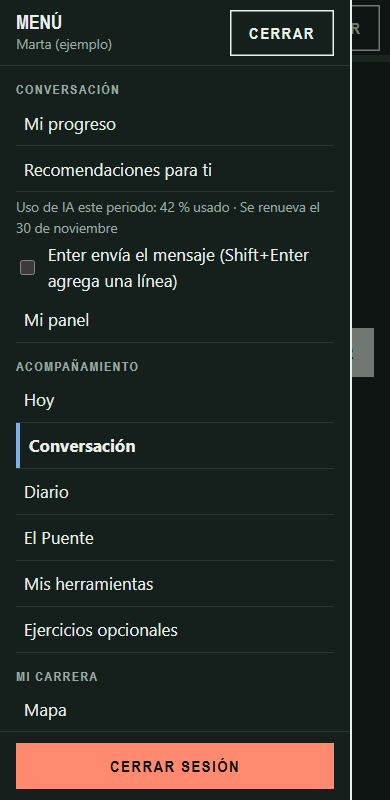 MENÚ
Marta (ejemplo)
CERRAR
CONVERSACIÓN
Mi progreso
Recomendaciones para ti
Uso de IA este periodo: 42 % usado · Se renueva el
30 de noviembre
Enter envía el mensaje (Shift+Enter
agrega una línea)
Mi panel
ACOMPAÑAMIENTO
Hoy
Conversación
Diario
El Puente
Mis herramientas
Ejercicios opcionales
MI CARRERA
Mapa
CERRAR SESIÓN